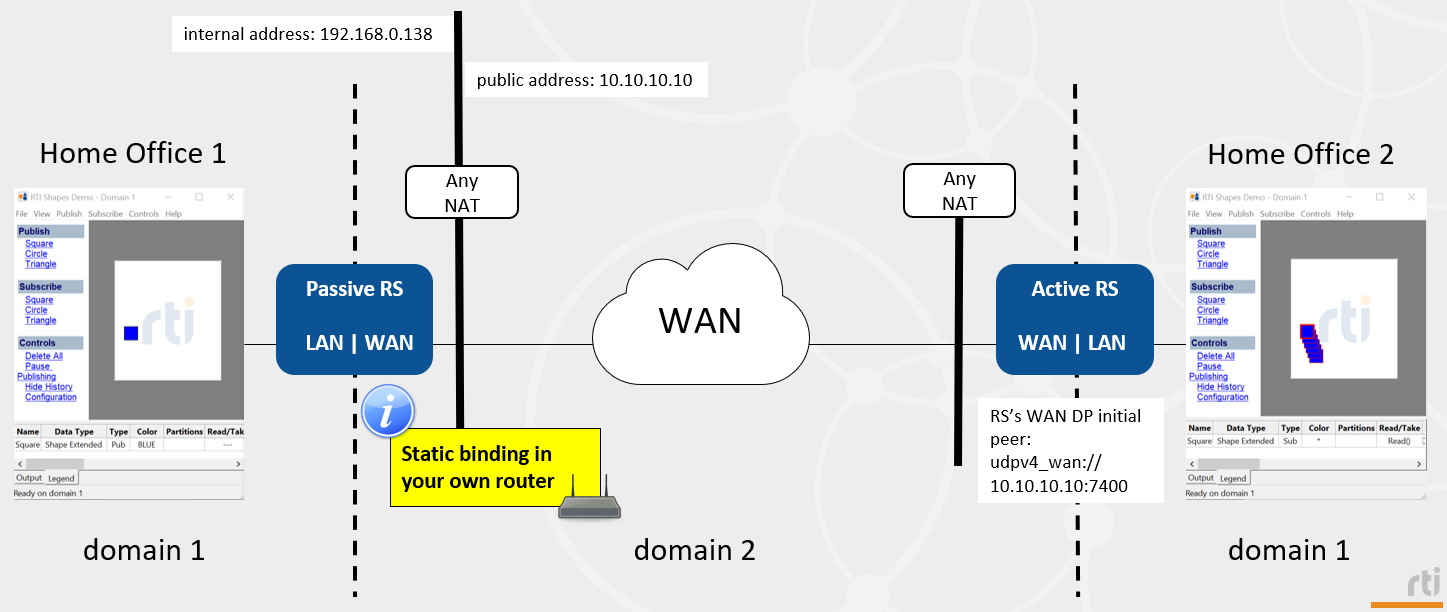 internal address: 192.168.0.138
public address: 10.10.10.10
Home Office 1
Home Office 2
Any
NAT
Any
NAT
RTI Shapes Demo - Domain 1
File View Publish Subscribe Controls Help
Publish
Square
Circle
Triangle
Subscribe
Square
Circle
Triangle
Controls
Delete All
Pause
Publishing
Hide History
Configuration
rti
Name Data Type Type Color Partitions Read/Take
Square Shape Extended Pub BLUE ---
Output Legend
Ready on domain 1
Passive RS
LAN | WAN
i
Static binding in
your own router
WAN
Active RS
WAN | LAN
RS's WAN DP initial
peer:
udpv4_wan://
10.10.10.10:7400
RTI Shapes Demo - Domain 1
File View Publish Subscribe Controls Help
Publish
Square
Circle
Triangle
Subscribe
Square
Circle
Triangle
Controls
Delete All
Pause
Publishing
Hide History
Configuration
rti
Name Data Type Type Color Partitions Read/Take
Square Shape Extended Sub * Read()
Output Legend
Ready on domain 1
domain 1
domain 2
domain 1
rti